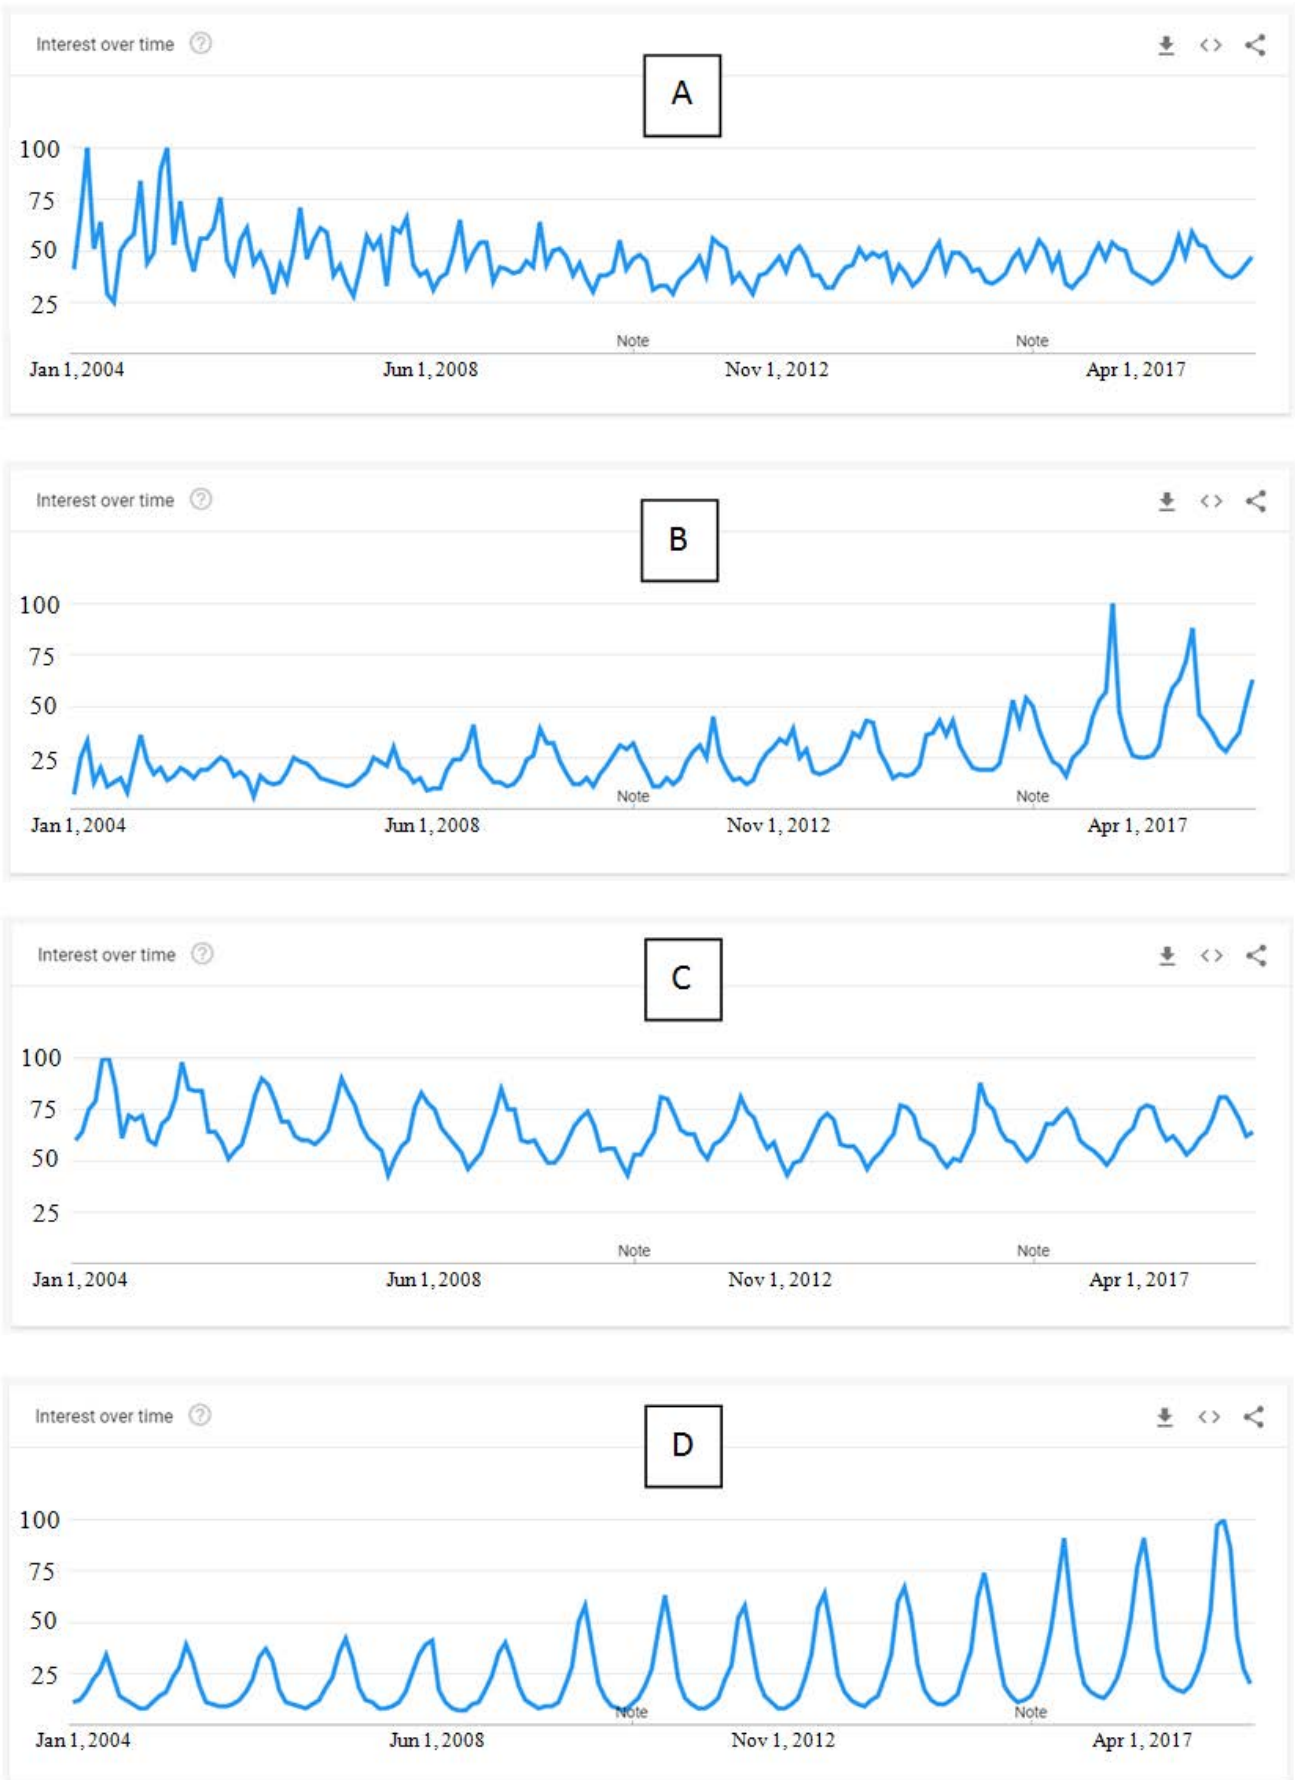 Interest over time ?
A
100
75
50
25
Note Note
Jan 1, 2004 Jun 1, 2008 Nov 1, 2012 Apr 1, 2017
Interest over time ?
B
100
75
50
25
Note Note
Jan 1, 2004 Jun 1, 2008 Nov 1, 2012 Apr 1, 2017
Interest over time ?
C
100
75
50
25
Note Note
Jan 1, 2004 Jun 1, 2008 Nov 1, 2012 Apr 1, 2017
Interest over time ?
D
100
75
50
25
Note Note
Jan 1, 2004 Jun 1, 2008 Nov 1, 2012 Apr 1, 2017